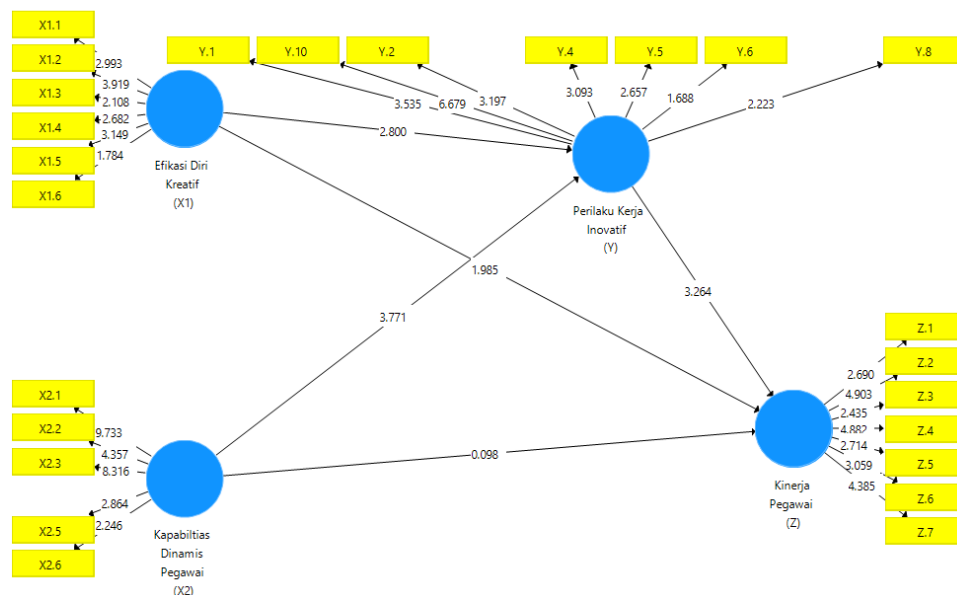 X1.1
X1.2
X1.3
X1.4
X1.5
X1.6
2.993
3.919
2.108
2.682
3.149
1.784
Efikasi Diri
Kreatif
(X1)
Y.1
Y.10
Y.2
Y.4
Y.5
Y.6
Y.8
3.535
6.679
3.197
3.093
2.657
1.688
2.223
2.800
Perilaku Kerja
Inovatif
(Y)
1.985
3.771
3.264
X2.1
X2.2
X2.3
X2.5
X2.6
9.733
4.357
8.316
2.864
2.246
Kapabiltias
Dinamis
Pegawai
(X2)
0.098
Z.1
Z.2
Z.3
Z.4
Z.5
Z.6
Z.7
2.690
4.903
2.435
4.882
2.714
3.059
4.385
Kinerja
Pegawai
(Z)